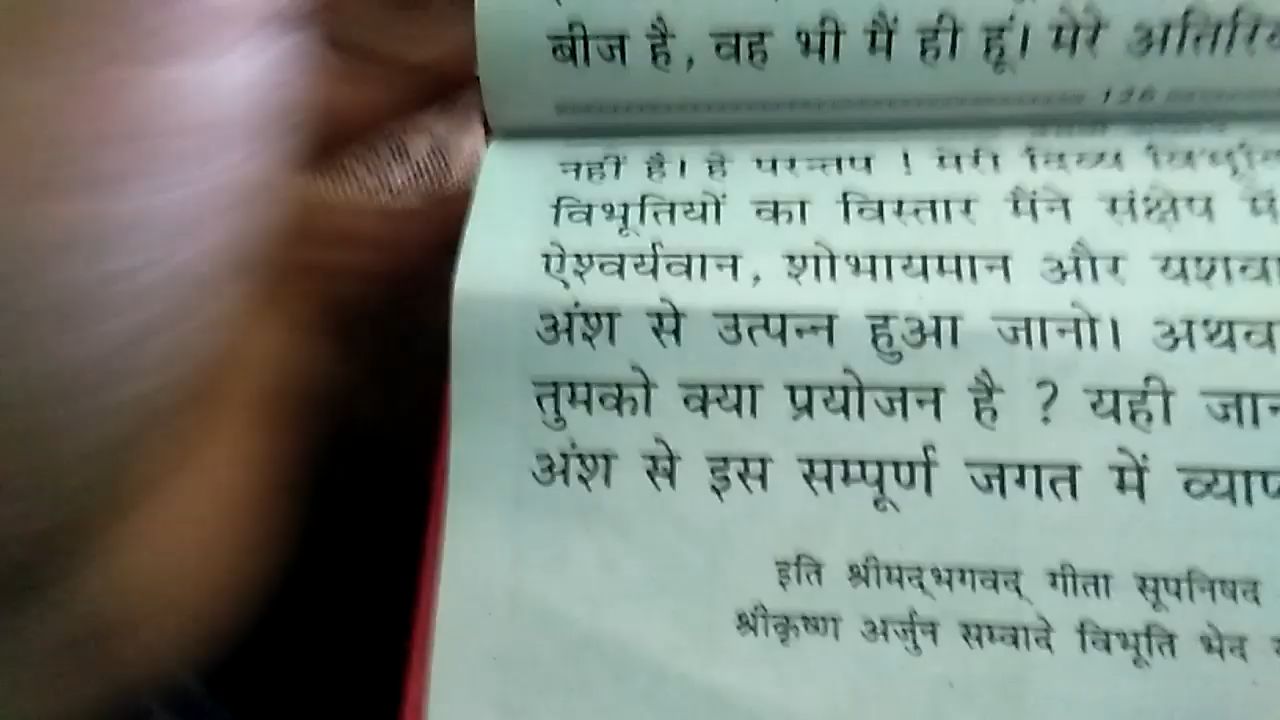 बीज है, वह भी मैं ही हूं। मेरे
126
नहीं है। हे परन्तप ! मेरी दिव्य
विभूतियों का विस्तार मैंने संक्षेप में
ऐश्वर्यवान, शोभायमान और
अंश से उत्पन्न हुआ जानो।
तुमको क्या प्रयोजन है ? यही
अंश से इस सम्पूर्ण जगत में
इति श्रीमद्भगवद् गीता सूपनिषद
श्रीकृष्ण अर्जुन सम्वादे विभूति भेद